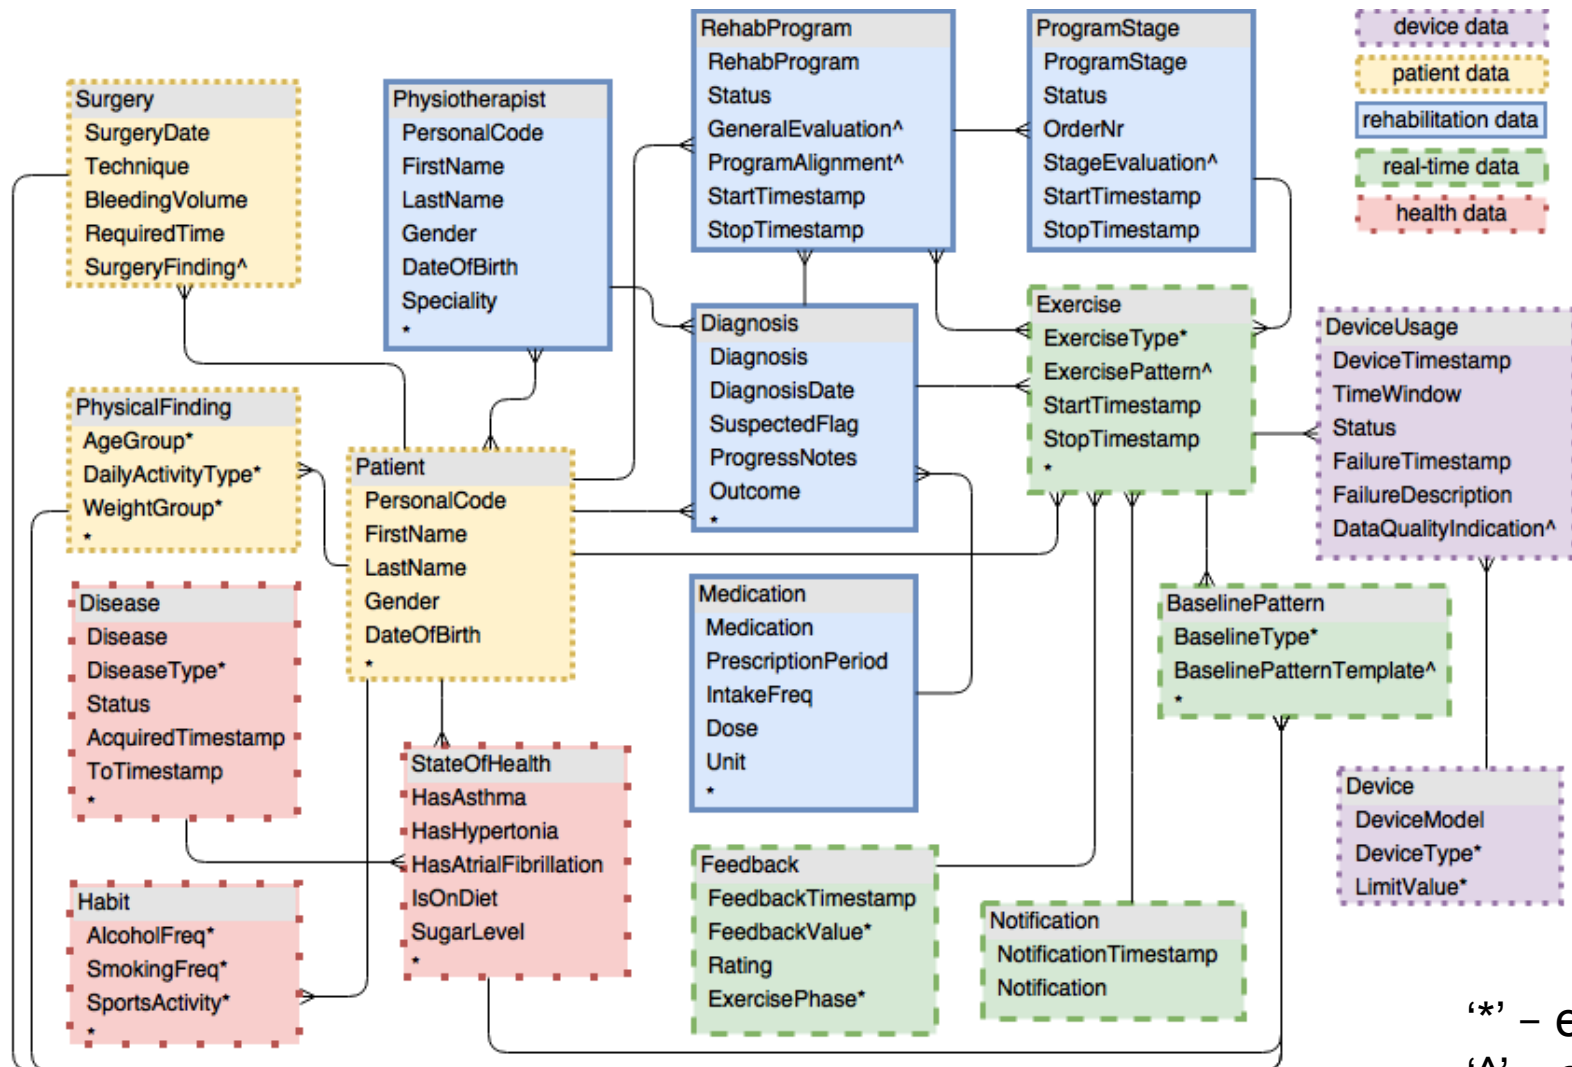 RehabProgram
RehabProgram
Status
GeneralEvaluation^
ProgramAlignment^
StartTimestamp
StopTimestamp
ProgramStage
ProgramStage
Status
OrderNr
StageEvaluation^
StartTimestamp
StopTimestamp
device data
patient data
rehabilitation data
real-time data
health data
Surgery
SurgeryDate
Technique
BleedingVolume
RequiredTime
SurgeryFinding^
Physiotherapist
PersonalCode
FirstName
LastName
Gender
DateOfBirth
Speciality
*
Diagnosis
Diagnosis
DiagnosisDate
SuspectedFlag
ProgressNotes
Outcome
*
Exercise
ExerciseType*
ExercisePattern^
StartTimestamp
StopTimestamp
*
DeviceUsage
DeviceTimestamp
TimeWindow
Status
FailureTimestamp
FailureDescription
DataQualityIndication^
PhysicalFinding
AgeGroup*
DailyActivityType*
WeightGroup*
*
Patient
PersonalCode
FirstName
LastName
Gender
DateOfBirth
*
Disease
Disease
DiseaseType*
Status
AcquiredTimestamp
ToTimestamp
*
Medication
Medication
PrescriptionPeriod
IntakeFreq
Dose
Unit
*
BaselinePattern
BaselineType*
BaselinePatternTemplate^
*
StateOfHealth
HasAsthma
HasHypertonia
HasAtrialFibrillation
IsOnDiet
SugarLevel
*
Device
DeviceModel
DeviceType*
LimitValue*
Habit
AlcoholFreq*
SmokingFreq*
SportsActivity*
*
Feedback
FeedbackTimestamp
FeedbackValue*
Rating
ExercisePhase*
Notification
NotificationTimestamp
Notification
‘*’ –